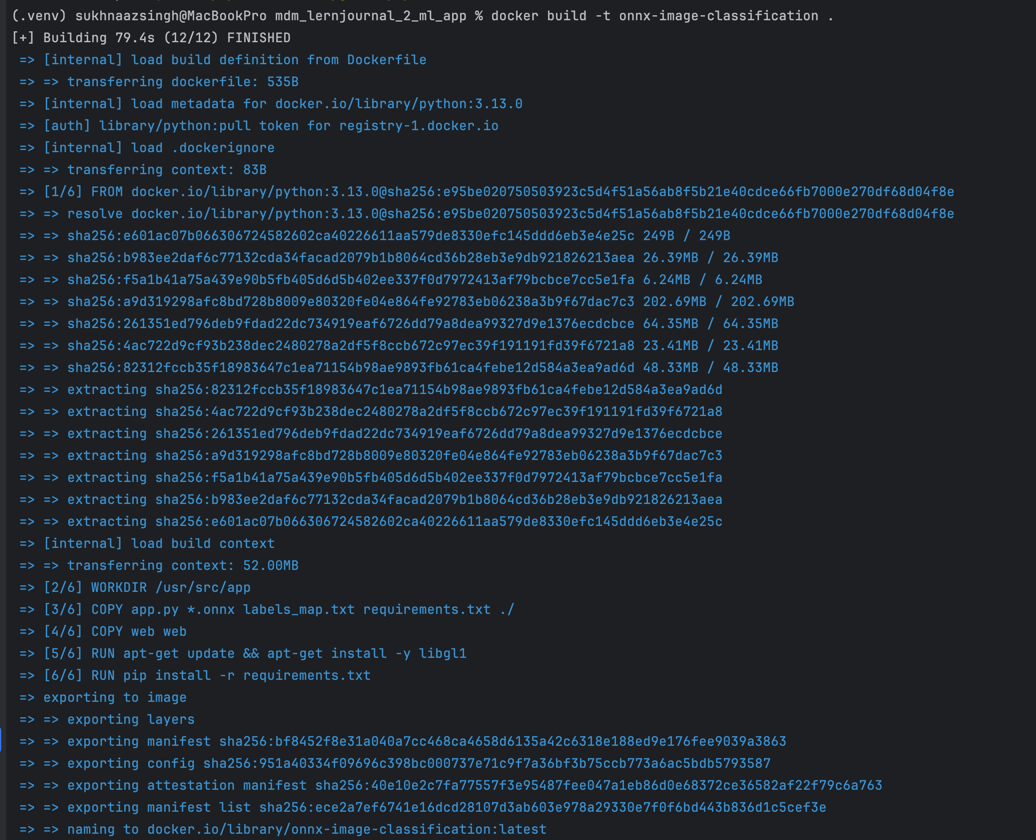 (.venv) sukhnaazsingh@MacBookPro mdm_lernjournal_2_ml_app % docker build -t onnx-image-classification .
[+] Building 79.4s (12/12) FINISHED
=> [internal] load build definition from Dockerfile
=> => transferring dockerfile: 535B
=> [internal] load metadata for docker.io/library/python:3.13.0
=> [auth] library/python:pull token for registry-1.docker.io
=> [internal] load .dockerignore
=> => transferring context: 83B
=> [1/6] FROM docker.io/library/python:3.13.0@sha256:e95be020750503923c5d4f51a56ab8f5b21e40cdce66fb7000e270df68d04f8e
=> => resolve docker.io/library/python:3.13.0@sha256:e95be020750503923c5d4f51a56ab8f5b21e40cdce66fb7000e270df68d04f8e
=> => sha256:e601ac07b066306724582602ca40226611aa579de8330efc145ddd6eb3e4e25c 249B / 249B
=> => sha256:b983ee2daf6c77132cda34facad2079b1b8064cd36b28eb3e9db921826213aea 26.39MB / 26.39MB
=> => sha256:f5a1b41a75a439e90b5fb405d6d5b402ee337f0d7972413af79bcbce7cc5e1fa 6.24MB / 6.24MB
=> => sha256:a9d319298afc8bd728b8009e80320fe04e864fe92783eb06238a3b9f67dac7c3 202.69MB / 202.69MB
=> => sha256:261351ed796deb9fdad22dc734919eaf6726dd79a8dea99327d9e1376ecdcbce 64.35MB / 64.35MB
=> => sha256:4ac722d9cf93b238dec2480278a2df5f8ccb672c97ec39f191191fd39f6721a8 23.41MB / 23.41MB
=> => sha256:82312fccb35f18983647c1ea71154b98ae9893fb61ca4febe12d584a3ea9ad6d 48.33MB / 48.33MB
=> => extracting sha256:82312fccb35f18983647c1ea71154b98ae9893fb61ca4febe12d584a3ea9ad6d
=> => extracting sha256:4ac722d9cf93b238dec2480278a2df5f8ccb672c97ec39f191191fd39f6721a8
=> => extracting sha256:261351ed796deb9fdad22dc734919eaf6726dd79a8dea99327d9e1376ecdcbce
=> => extracting sha256:a9d319298afc8bd728b8009e80320fe04e864fe92783eb06238a3b9f67dac7c3
=> => extracting sha256:f5a1b41a75a439e90b5fb405d6d5b402ee337f0d7972413af79bcbce7cc5e1fa
=> => extracting sha256:b983ee2daf6c77132cda34facad2079b1b8064cd36b28eb3e9db921826213aea
=> => extracting sha256:e601ac07b066306724582602ca40226611aa579de8330efc145ddd6eb3e4e25c
=> [internal] load build context
=> => transferring context: 52.00MB
=> [2/6] WORKDIR /usr/src/app
=> [3/6] COPY app.py *.onnx labels_map.txt requirements.txt ./
=> [4/6] COPY web web
=> [5/6] RUN apt-get update && apt-get install -y libgl1
=> [6/6] RUN pip install -r requirements.txt
=> exporting to image
=> => exporting layers
=> => exporting manifest sha256:bf8452f8e31a040a7cc468ca4658d6135a42c6318e188ed9e176fee9039a3863
=> => exporting config sha256:951a40334f09696c398bc000737e71c9f7a36bf3b75ccb773a6ac5bdb5793587
=> => exporting attestation manifest sha256:40e10e2c7fa77557f3e95487fee047a1eb86d0e68372ce36582af22f79c6a763
=> => exporting manifest list sha256:ece2a7ef6741e16dcd28107d3ab603e978a29330e7f0f6bd443b836d1c5cef3e
=> => naming to docker.io/library/onnx-image-classification:latest